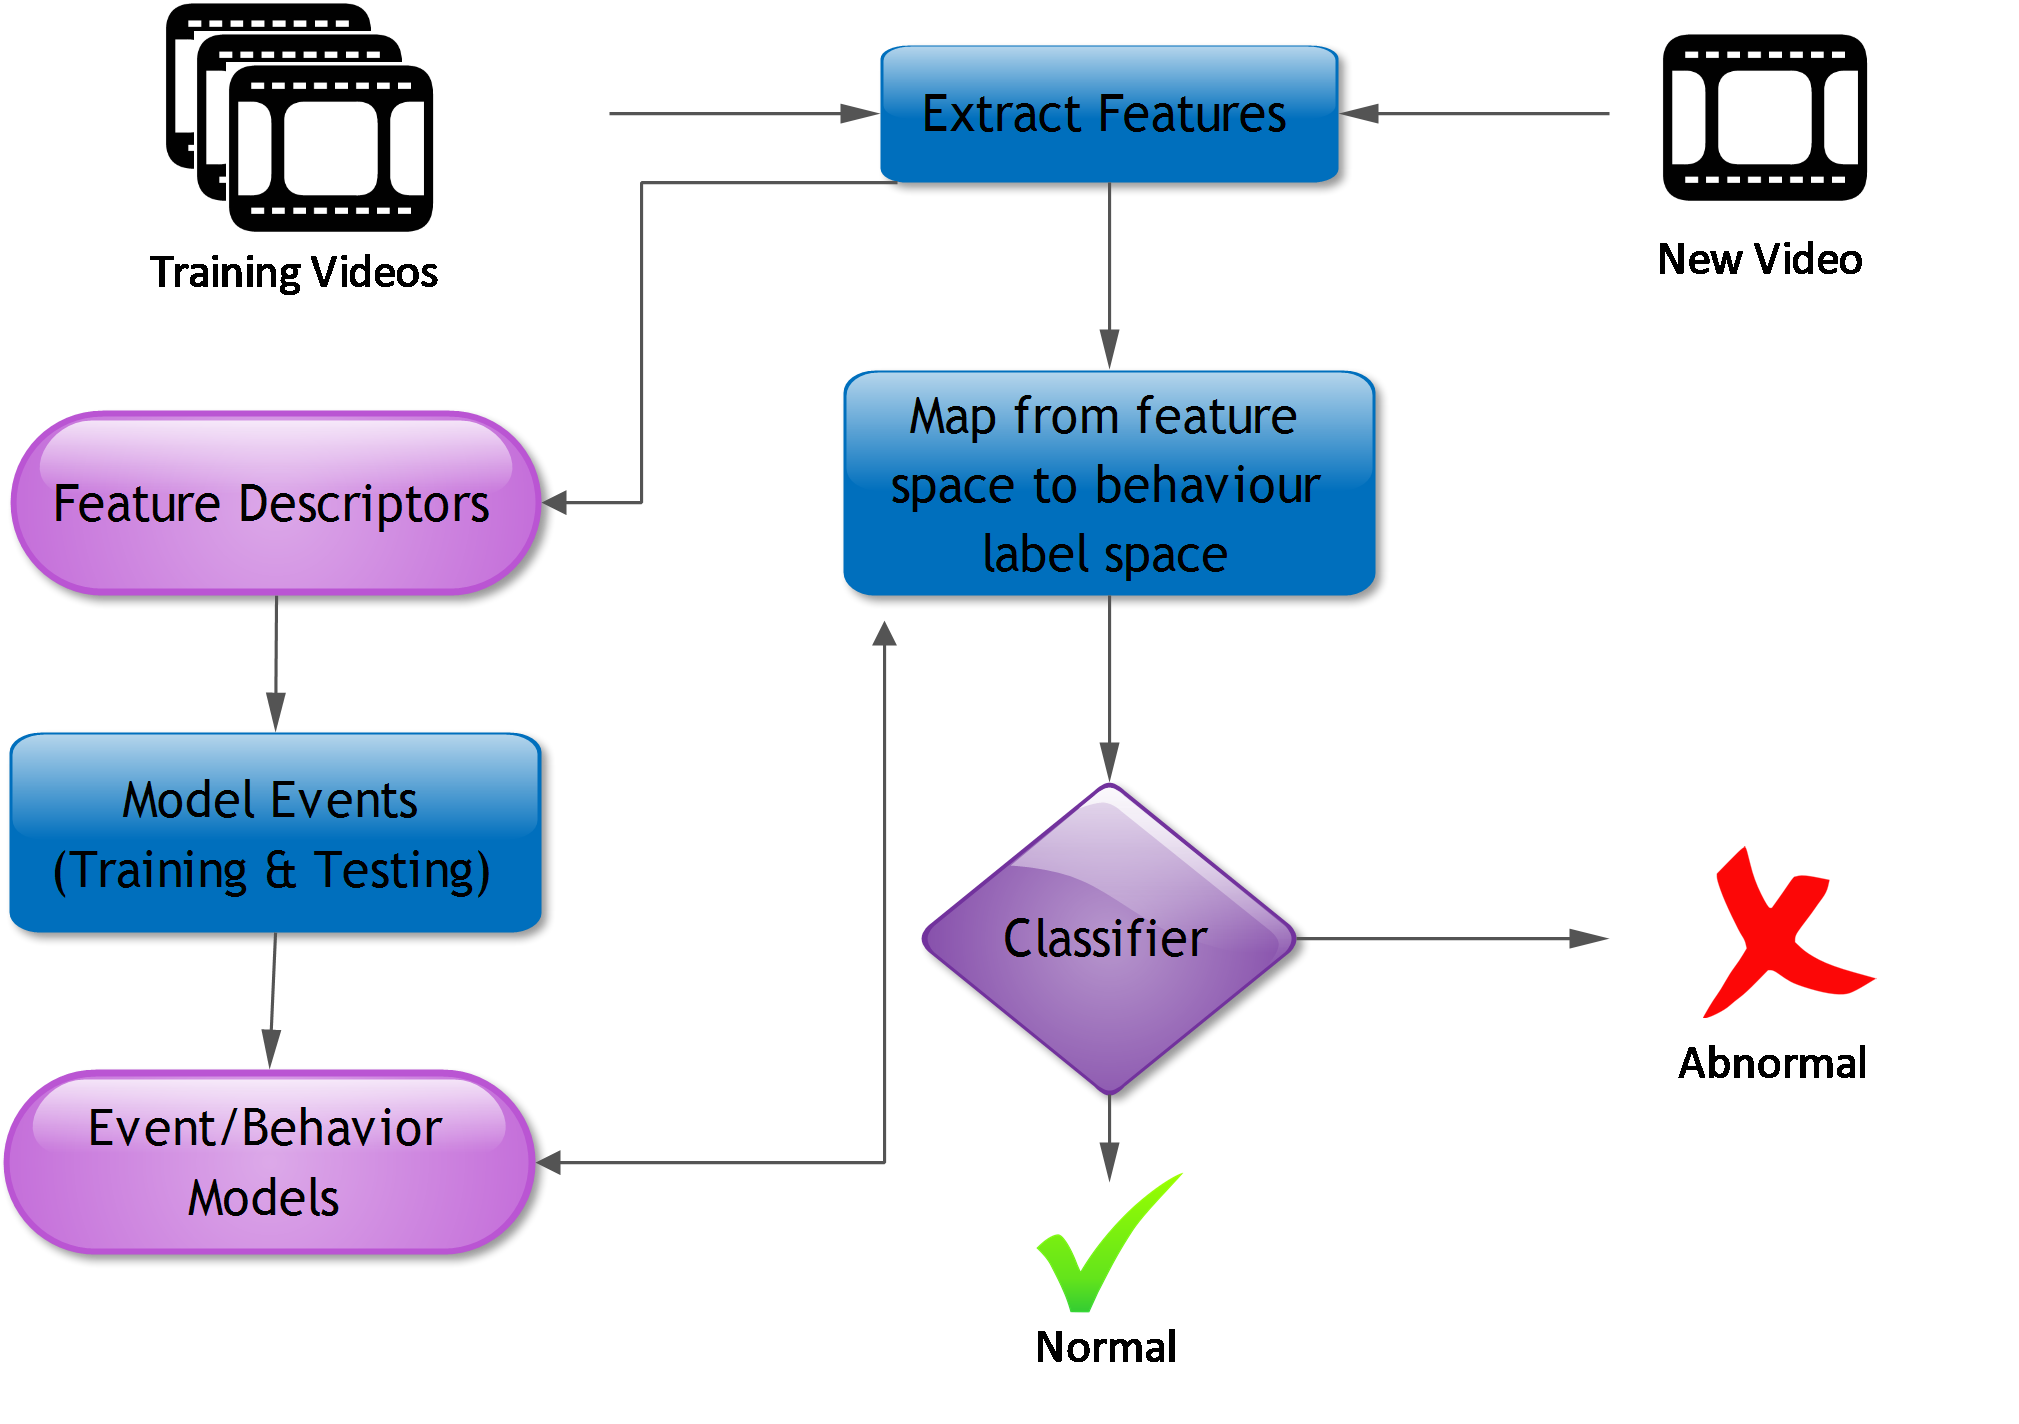 Extract Features
Training Videos
New Video
Map from feature
space to behaviour
label space
Feature Descriptors
Model Events
(Training & Testing)
Classifier
Abnormal
Event/Behavior
Models
Normal